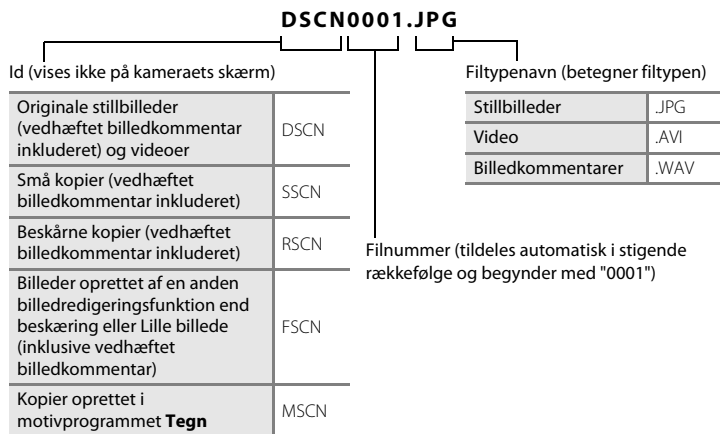 DSCN0001.JPG
Id (vises ikke på kameraets skærm)
Originale stillbilleder
(vedhæftet billedkommentar
inkluderet) og videoer
DSCN
Små kopier (vedhæftet
billedkommentar inkluderet)
SSCN
Beskårne kopier (vedhæftet
billedkommentar inkluderet)
RSCN
Billeder oprettet af en anden
billedredigeringsfunktion end
beskæring eller Lille billede
(inklusive vedhæftet
billedkommentar)
FSCN
Kopier oprettet i
motivprogrammet Tegn
MSCN
Filtypenavn (betegner filtypen)
Stillbilleder .JPG
Video .AVI
Billedkommentarer .WAV
Filnummer (tildeles automatisk i stigende
rækkefølge og begynder med "0001")